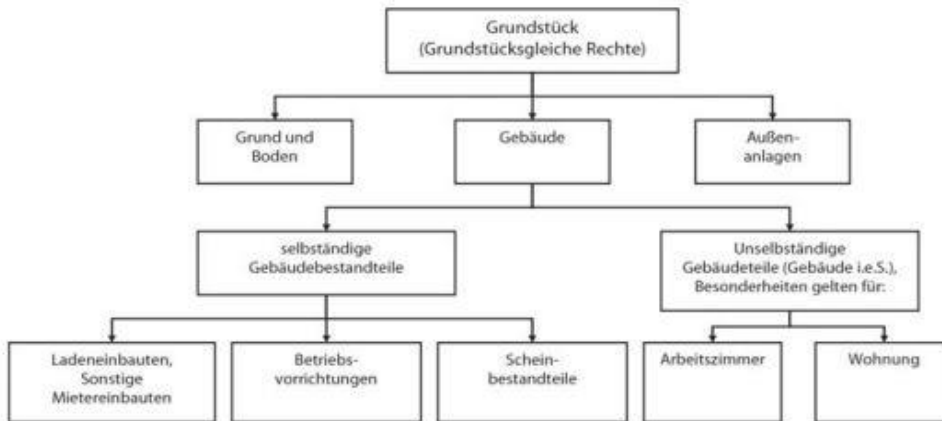 Grundstück
(Grundstücksgleiche Rechte)
Grund und
Boden
Gebäude
Außen-
anlagen
selbständige
Gebäudebestandteile
Unselbständige
Gebäudeteile (Gebäude i.e.S.),
Besonderheiten gelten für:
Ladeneinbauten,
Sonstige
Mietereinbauten
Betriebs-
vorrichtungen
Schein-
bestandteile
Arbeitszimmer
Wohnung